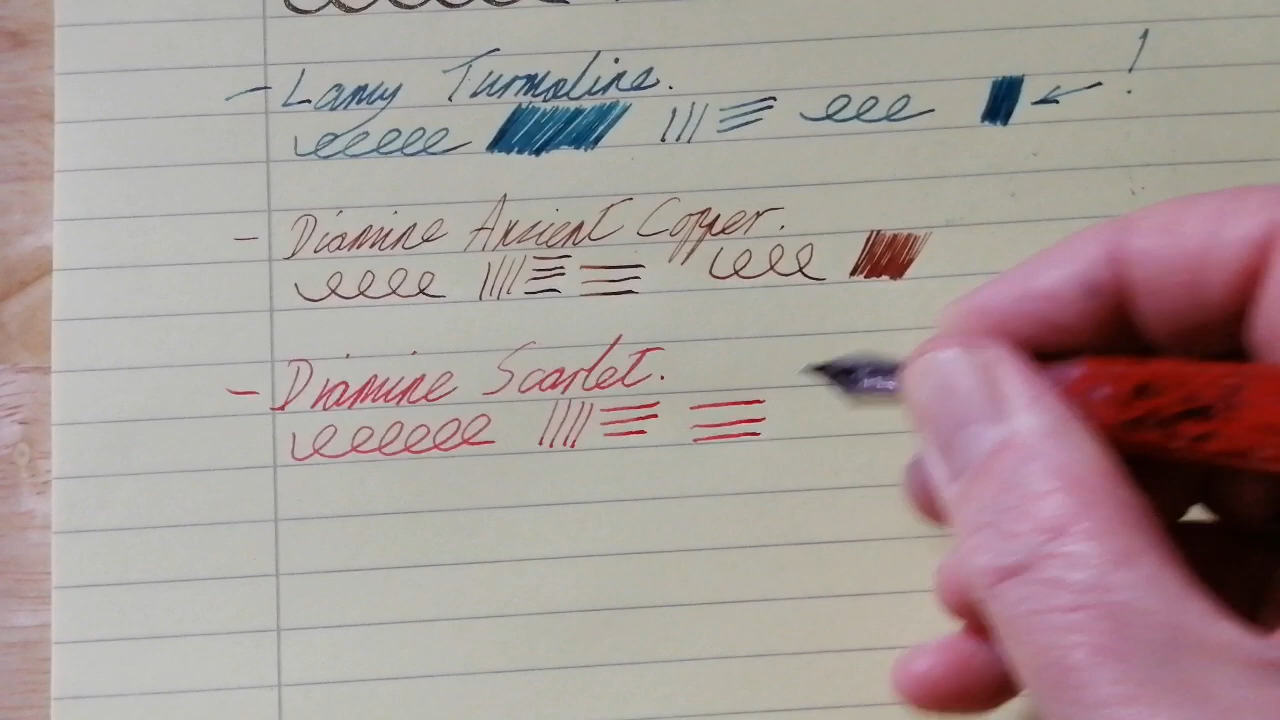 - Lamy Turmaline.
!
- Diamine Ancient Copper.
- Diamine Scarlet.